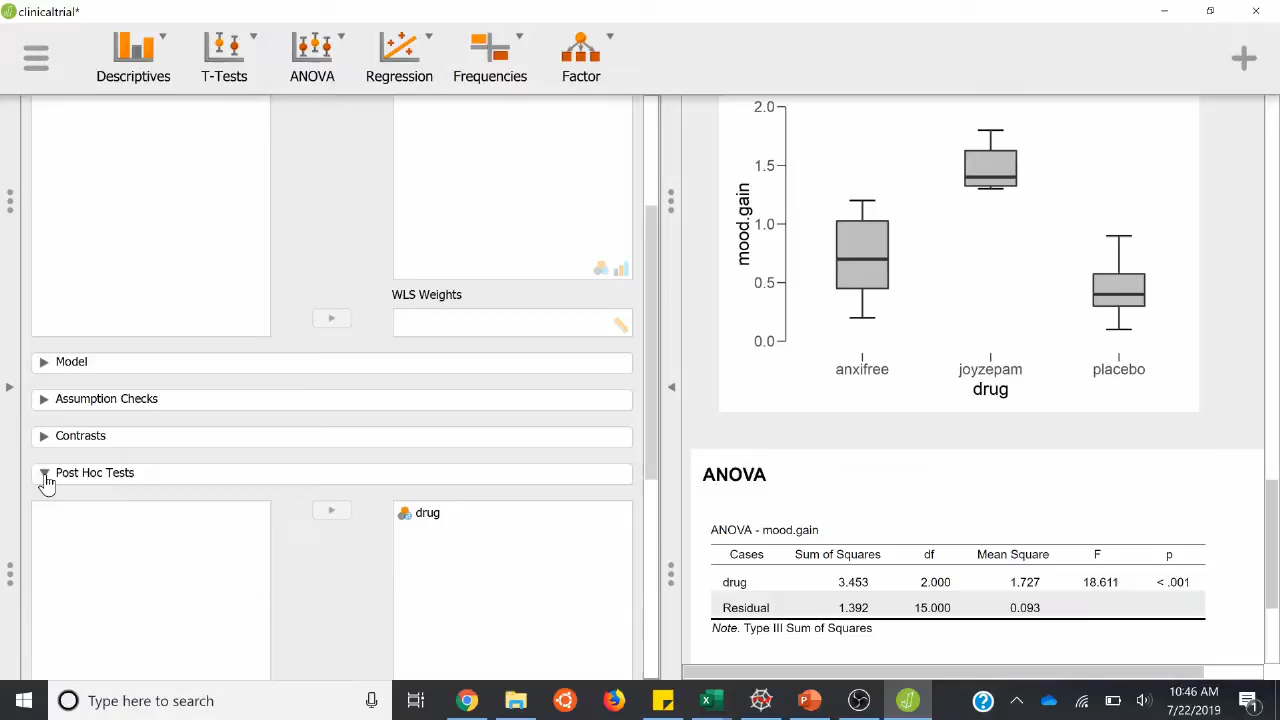 clinicaltrial*
Descriptives T-Tests ANOVA Regression Frequencies Factor
WLS Weights
Model
Assumption Checks
Contrasts
Post Hoc Tests
drug
2.0
1.5
1.0
0.5
0.0
mood.gain
anxifree joyzepam placebo
drug
ANOVA
ANOVA - mood.gain
Cases Sum of Squares df Mean Square F p
drug 3.453 2.000 1.727 18.611 < .001
Residual 1.392 15.000 0.093
Note. Type III Sum of Squares
Type here to search
10:46 AM
7/22/2019
1